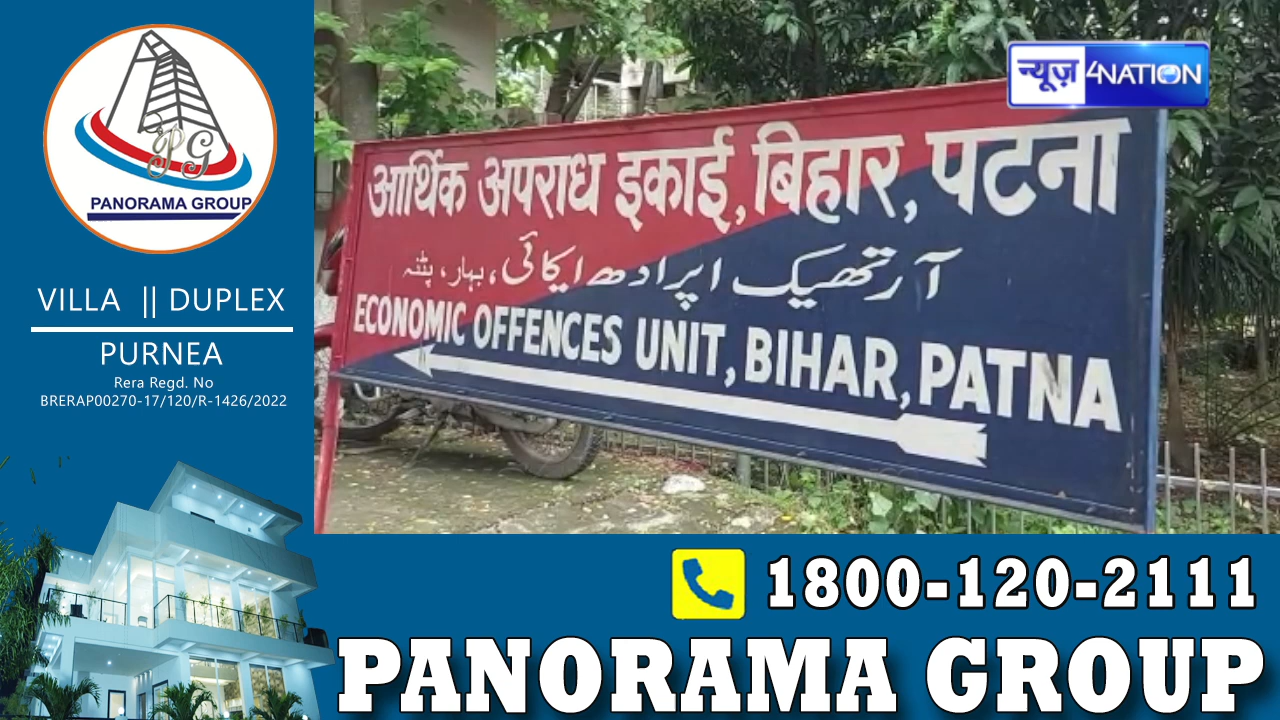 PG
PANORAMA GROUP
VILLA || DUPLEX
PURNEA
Rera Regd. No
BRERAP00270-17/120/R-1426/2022
न्यूज़ 4NATION
आर्थिक अपराध इकाई, बिहार, पटना
آرتھیک اپرادھ ایکائی، بہار، پٹنہ
ECONOMIC OFFENCES UNIT, BIHAR, PATNA
1800-120-2111
PANORAMA GROUP